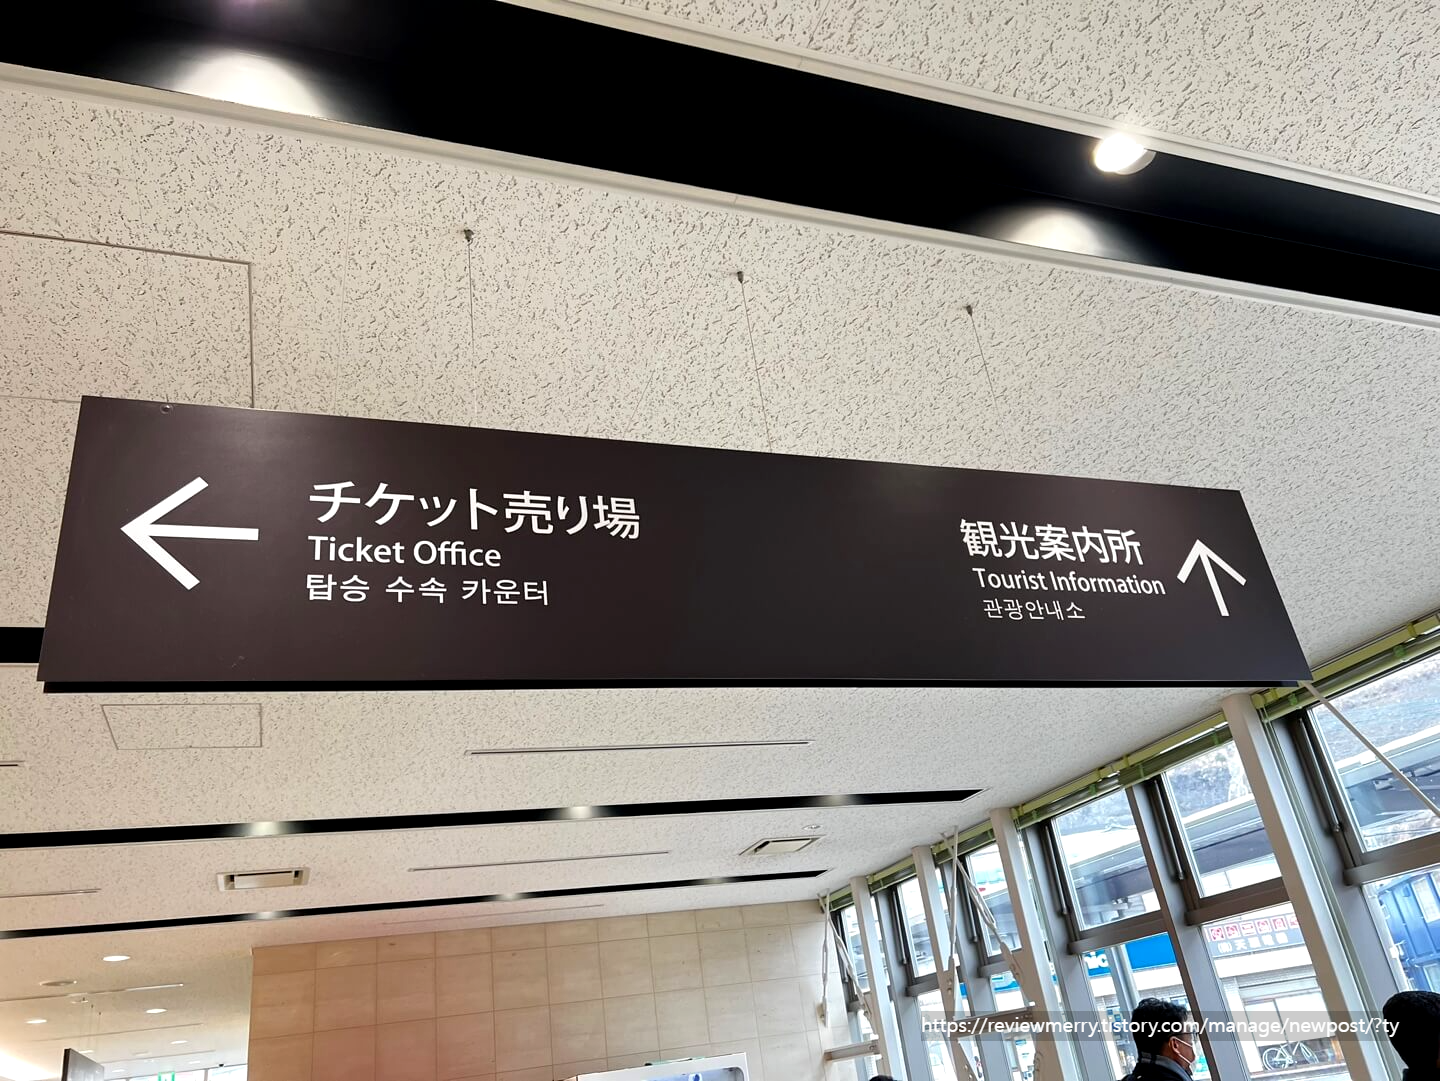 チケット売り場
Ticket Office
탑승 수속 카운터
観光案内所
Tourist Information
관광안내소
https://reviewmerry.tistory.com/manage/newpost/?ty